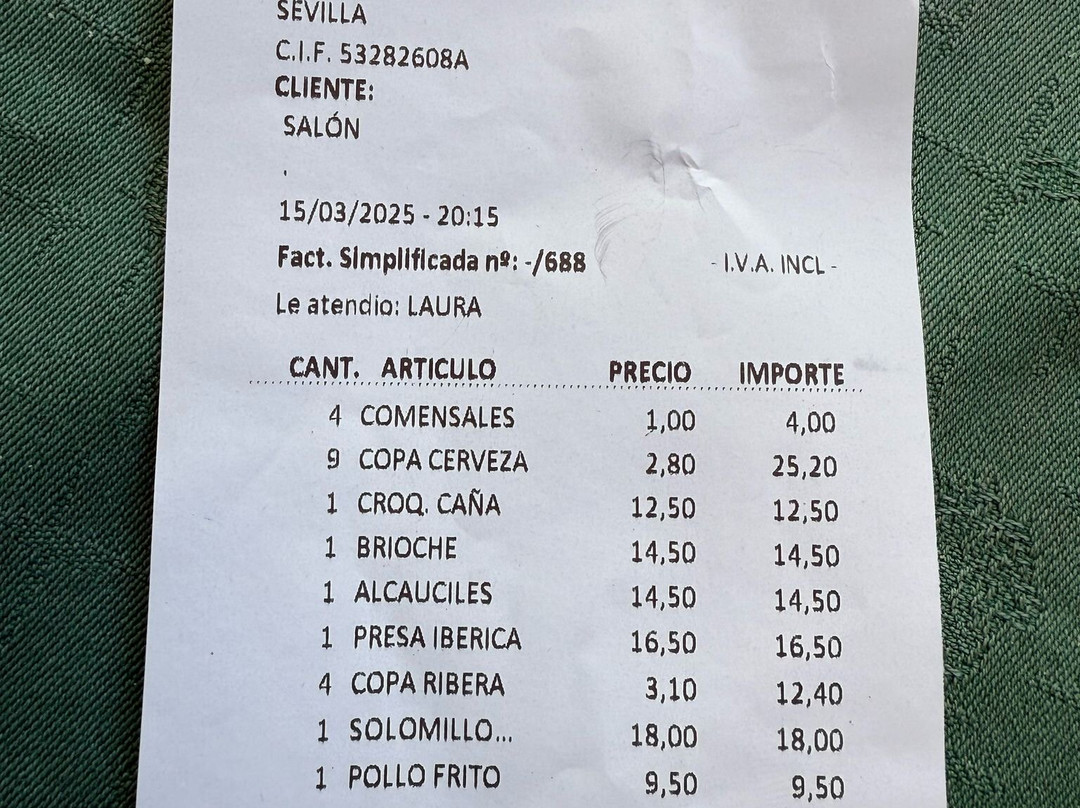 SEVILLA
C.I.F. 53282608A
CLIENTE:
SALÓN
.
15/03/2025 - 20:15
Fact. Simplificada nº: -/688 - I.V.A. INCL -
Le atendio: LAURA
CANT. ARTICULO PRECIO IMPORTE
4 COMENSALES 1,00 4,00
9 COPA CERVEZA 2,80 25,20
1 CROQ. CAÑA 12,50 12,50
1 BRIOCHE 14,50 14,50
1 ALCAUCILES 14,50 14,50
1 PRESA IBERICA 16,50 16,50
4 COPA RIBERA 3,10 12,40
1 SOLOMILLO... 18,00 18,00
1 POLLO FRITO 9,50 9,50